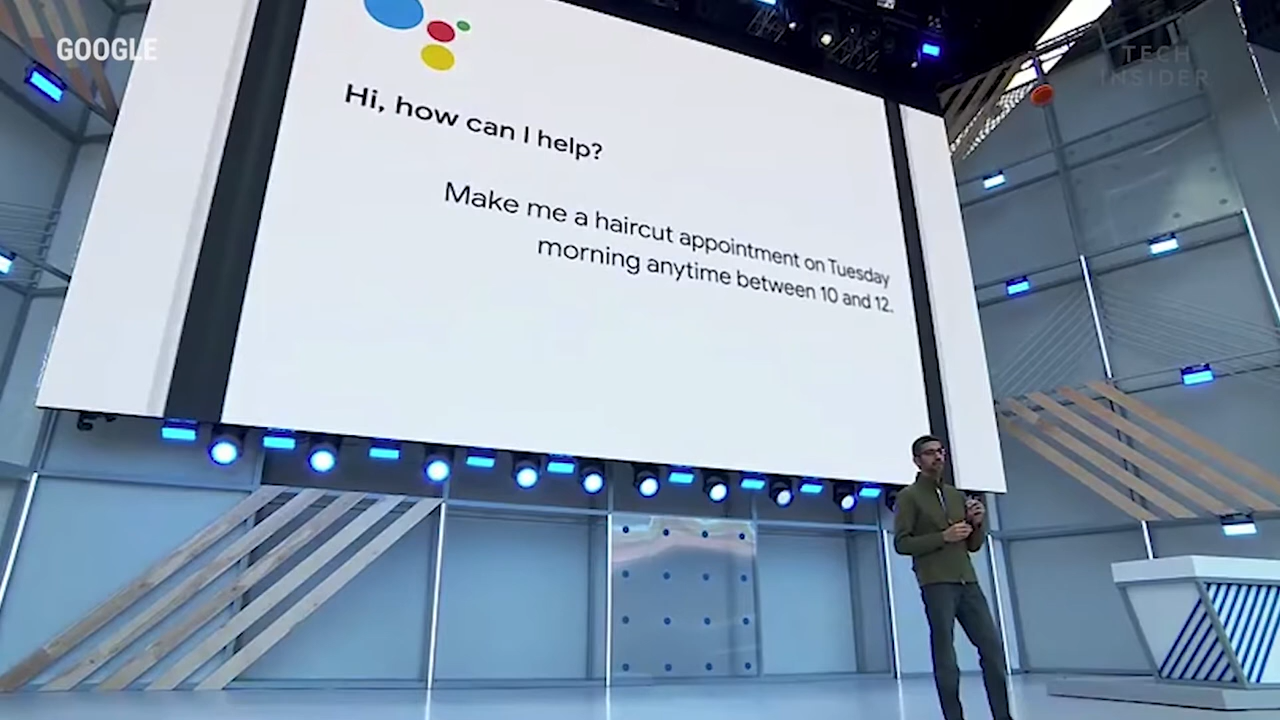 GOOGLE
TECH
INSIDER
Hi, how can I help?
Make me a haircut appointment on Tuesday
morning anytime between 10 and 12.